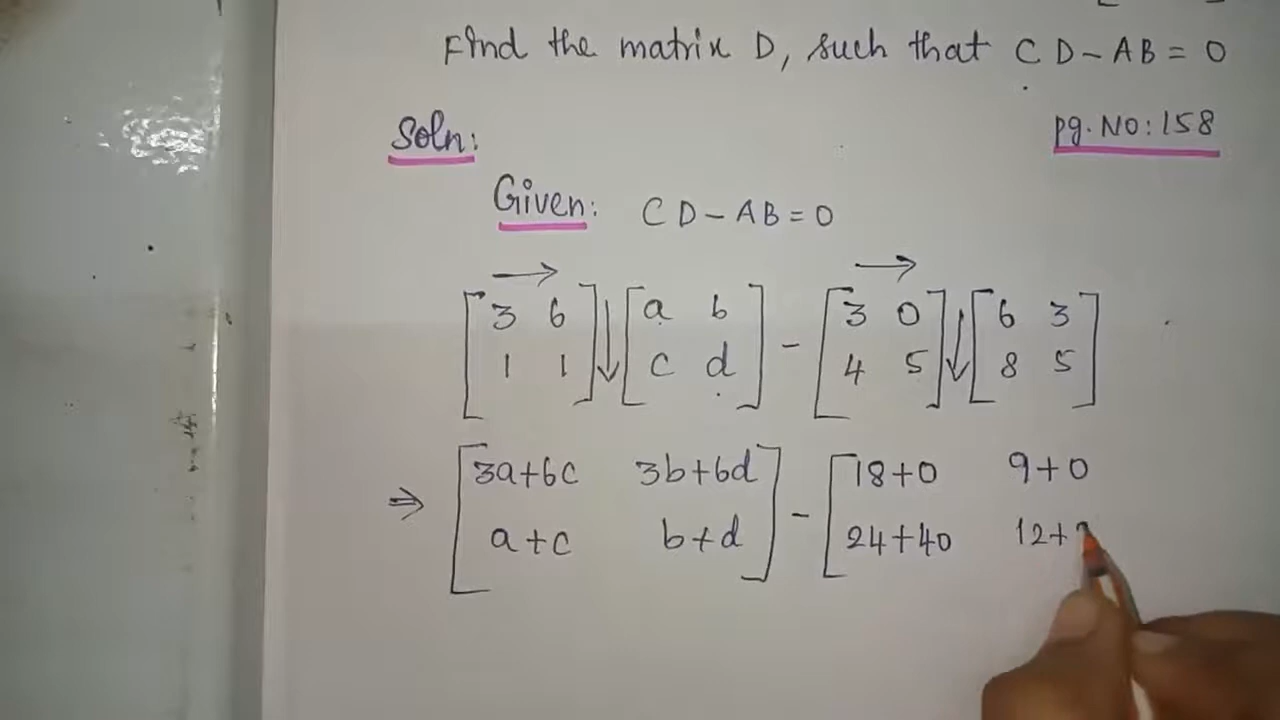 Find the matrix D, such that CD-AB=0
Soln:
pg.No:158
Given: CD-AB=0
[3 6] [a b] - [3 0] [6 3]
[1 1] [c d] [4 5] [8 5]
⇒ [3a+6c 3b+6d] - [18+0 9+0
[a+c b+d] [24+40 12+